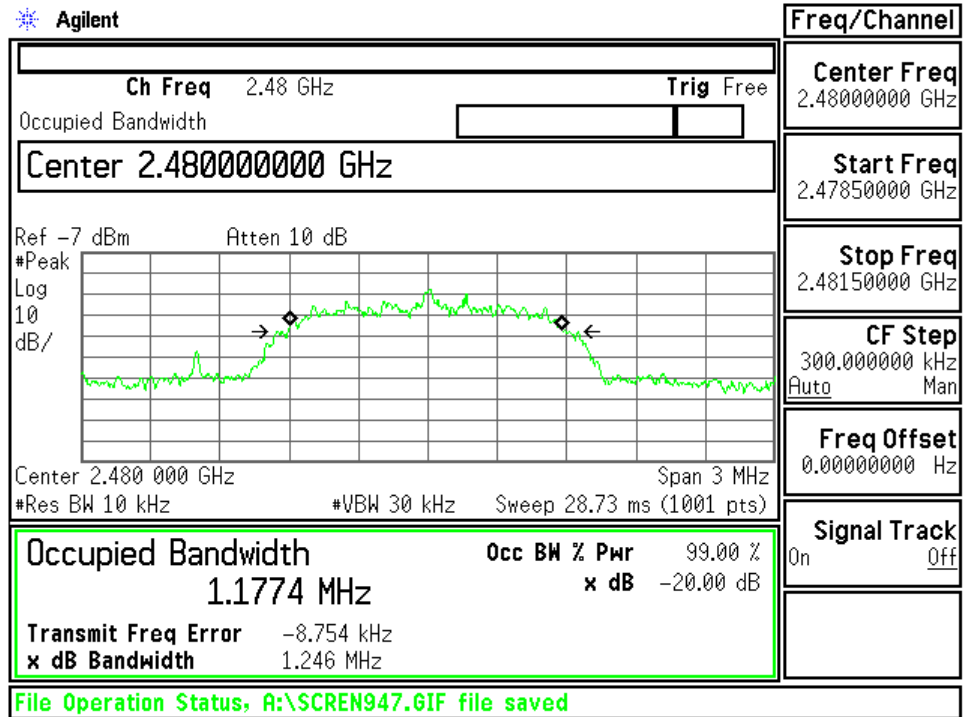 Agilent
Freq/Channel
Ch Freq 2.48 GHz Trig Free
Occupied Bandwidth
Center 2.480000000 GHz
Ref -7 dBm Atten 10 dB
#Peak
Log
10
dB/
Center 2.480 000 GHz Span 3 MHz
#Res BW 10 kHz #VBW 30 kHz Sweep 28.73 ms (1001 pts)
Occupied Bandwidth
1.1774 MHz
Occ BW % Pwr 99.00 %
x dB -20.00 dB
Transmit Freq Error -8.754 kHz
x dB Bandwidth 1.246 MHz
File Operation Status, A:\SCREN947.GIF file saved
Center Freq
2.48000000 GHz
Start Freq
2.47850000 GHz
Stop Freq
2.48150000 GHz
CF Step
300.000000 kHz
Auto Man
Freq Offset
0.00000000 Hz
Signal Track
On Off